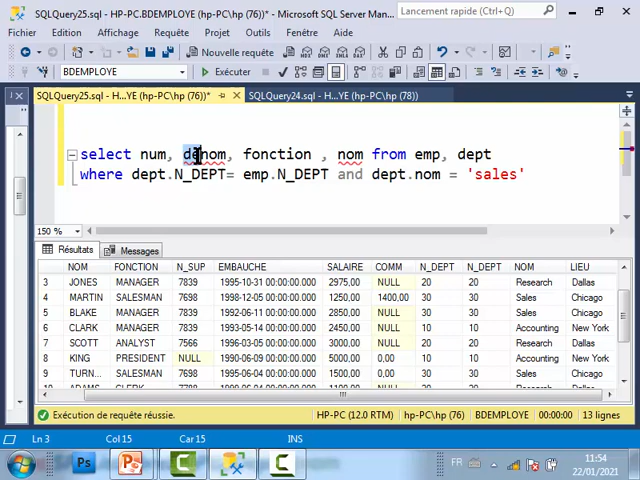 SQLQuery25.sql - HP-PC.BDEMPLOYE (hp-PC\hp (76))* - Microsoft SQL Server Man...
Lancement rapide (Ctrl+Q)
Fichier Edition Affichage Projet Outils Fenêtre Aide
Nouvelle requête
BDEMPLOYE Exécuter
SQLQuery25.sql - H...YE (hp-PC\hp (76))* SQLQuery24.sql - H...YE (hp-PC\hp (78))
select num, denom, fonction , nom from emp, dept
where dept.N_DEPT= emp.N_DEPT and dept.nom = 'sales'
150 %
Résultats Messages
NOM FONCTION N_SUP EMBAUCHE SALAIRE COMM N_DEPT N_DEPT NOM LIEU
3 JONES MANAGER 7839 1995-10-31 00:00:00.000 2975,00 NULL 20 20 Research Dallas
4 MARTIN SALESMAN 7698 1998-12-05 00:00:00.000 1250,00 1400,00 30 30 Sales Chicago
5 BLAKE MANAGER 7839 1992-06-11 00:00:00.000 2850,00 NULL 30 30 Sales Chicago
6 CLARK MANAGER 7839 1993-05-14 00:00:00.000 2450,00 NULL 10 10 Accounting New York
7 SCOTT ANALYST 7566 1995-03-05 00:00:00.000 3000,00 NULL 20 20 Research Dallas
8 KING PRESIDENT NULL 1990-06-09 00:00:00.000 5000,00 0,00 10 10 Accounting New York
9 TURN... SALESMAN 7698 1995-06-04 00:00:00.000 1500,00 0,00 30 30 Sales Chicago
Exécution de requête réussie. HP-PC (12.0 RTM) hp-PC\hp (76) BDEMPLOYE 00:00:00 13 lignes
Ln 3 Col 15 Car 15 INS
FR
11:54
22/01/2021